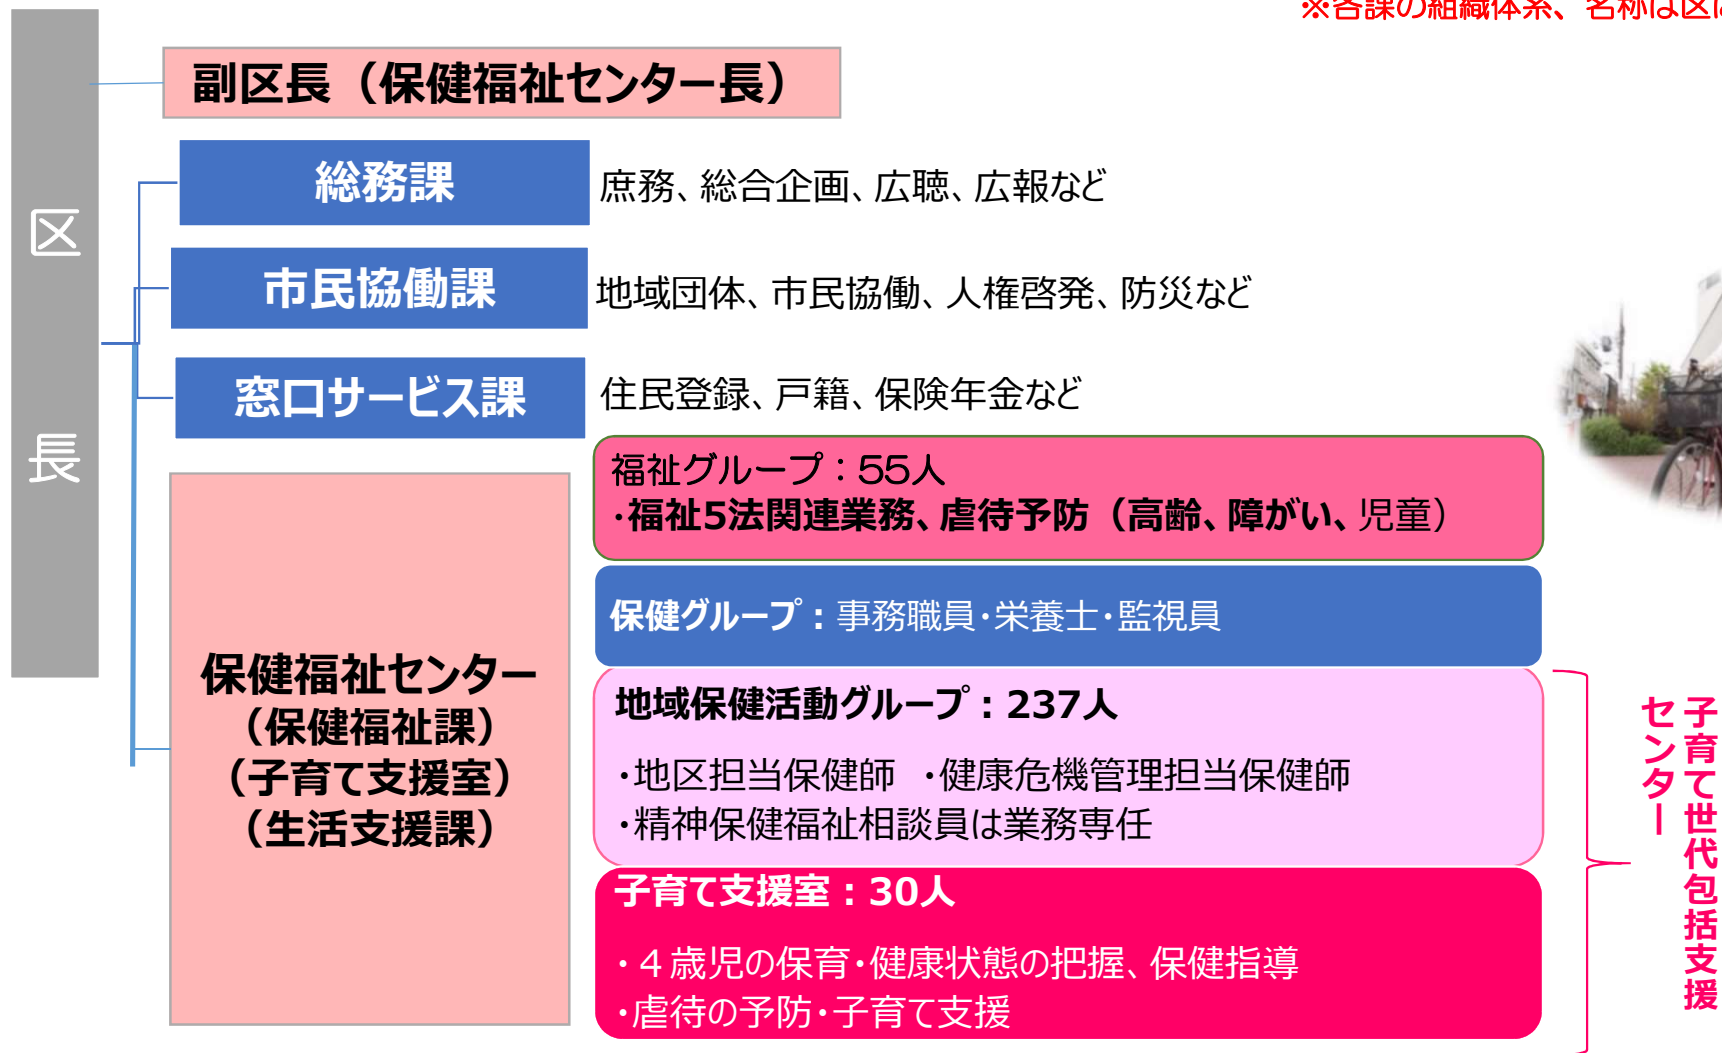 ※各課の組織体系、名称は区
区長
副区長（保健福祉センター長）
総務課
庶務、総合企画、広聴、広報など
市民協働課
地域団体、市民協働、人権啓発、防災など
窓口サービス課
住民登録、戸籍、保険年金など
保健福祉センター
（保健福祉課）
（子育て支援室）
（生活支援課）
福祉グループ：55人
・福祉5法関連業務、虐待予防（高齢、障がい、児童）
保健グループ：事務職員・栄養士・監視員
地域保健活動グループ：237人
・地区担当保健師　・健康危機管理担当保健師
・精神保健福祉相談員は業務専任
子育て支援室：30人
・４歳児の保育・健康状態の把握、保健指導
・虐待の予防・子育て支援
子育て世代包括支援
センター